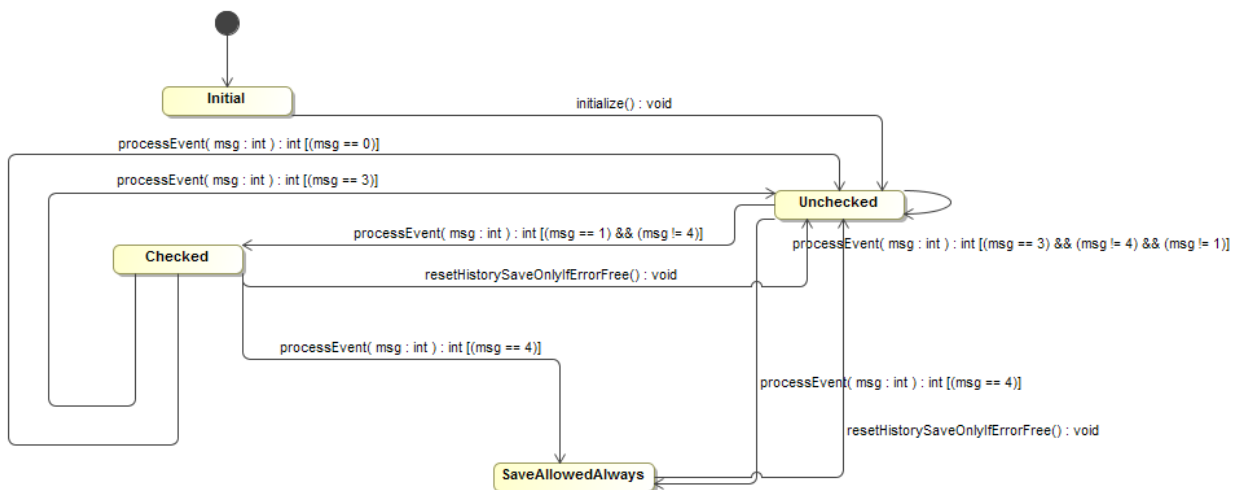 Initial
initialize() : void
processEvent( msg : int ) : int [(msg == 0)]
processEvent( msg : int ) : int [(msg == 3)]
Unchecked
processEvent( msg : int ) : int [(msg == 1) && (msg != 4)]
processEvent( msg : int ) : int [(msg == 3) && (msg != 4) && (msg != 1)]
Checked
resetHistorySaveOnlyIfErrorFree() : void
processEvent( msg : int ) : int [(msg == 4)]
processEvent( msg : int ) : int [(msg == 4)]
resetHistorySaveOnlyIfErrorFree() : void
SaveAllowedAlways